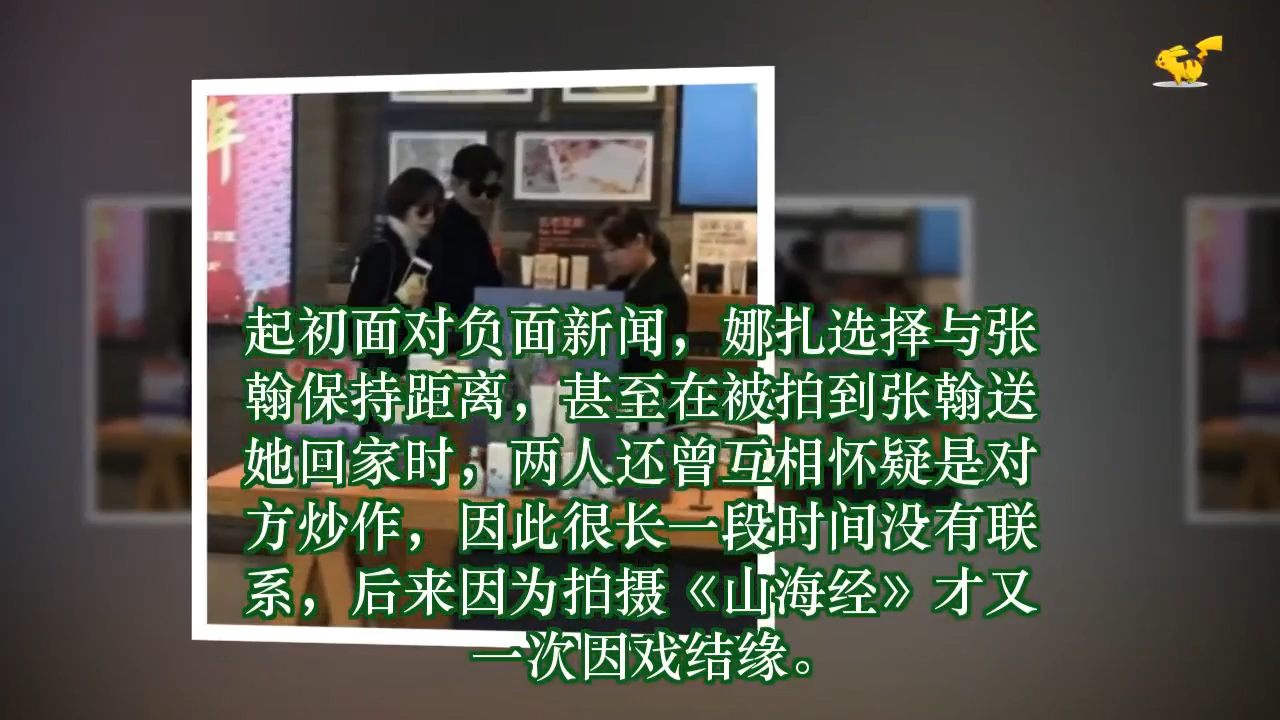 年
起初面对负面新闻，娜扎选择与张
翰保持距离，甚至在被拍到张翰送
她回家时，两人还曾互相怀疑是对
方炒作，因此很长一段时间没有联
系，后来因为拍摄《山海经》才又
一次因戏结缘。